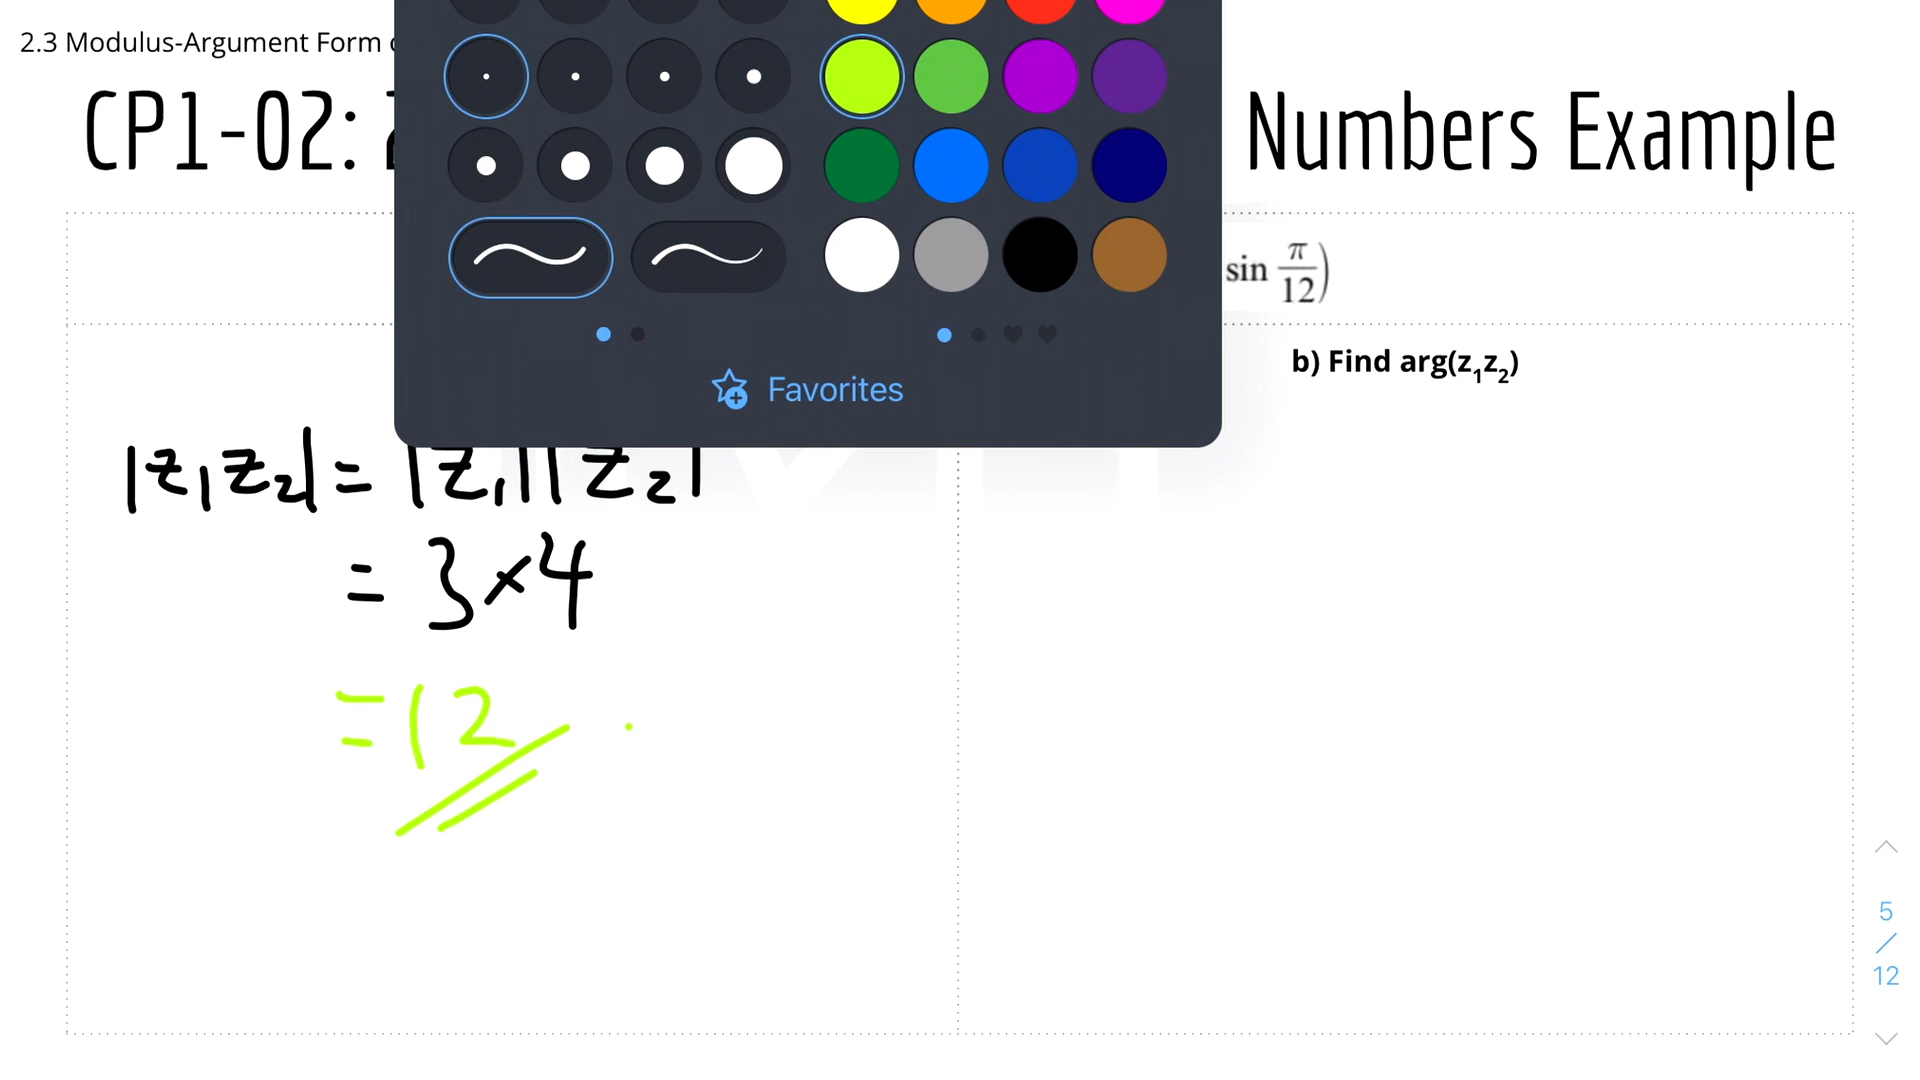 2.3 Modulus-Argument Form
CP1-02: Numbers Example
sin π/12)
b) Find arg(z₁z₂)
|z₁z₂| = |z₁||z₂|
= 3×4
= 12
Favorites
5
/
12